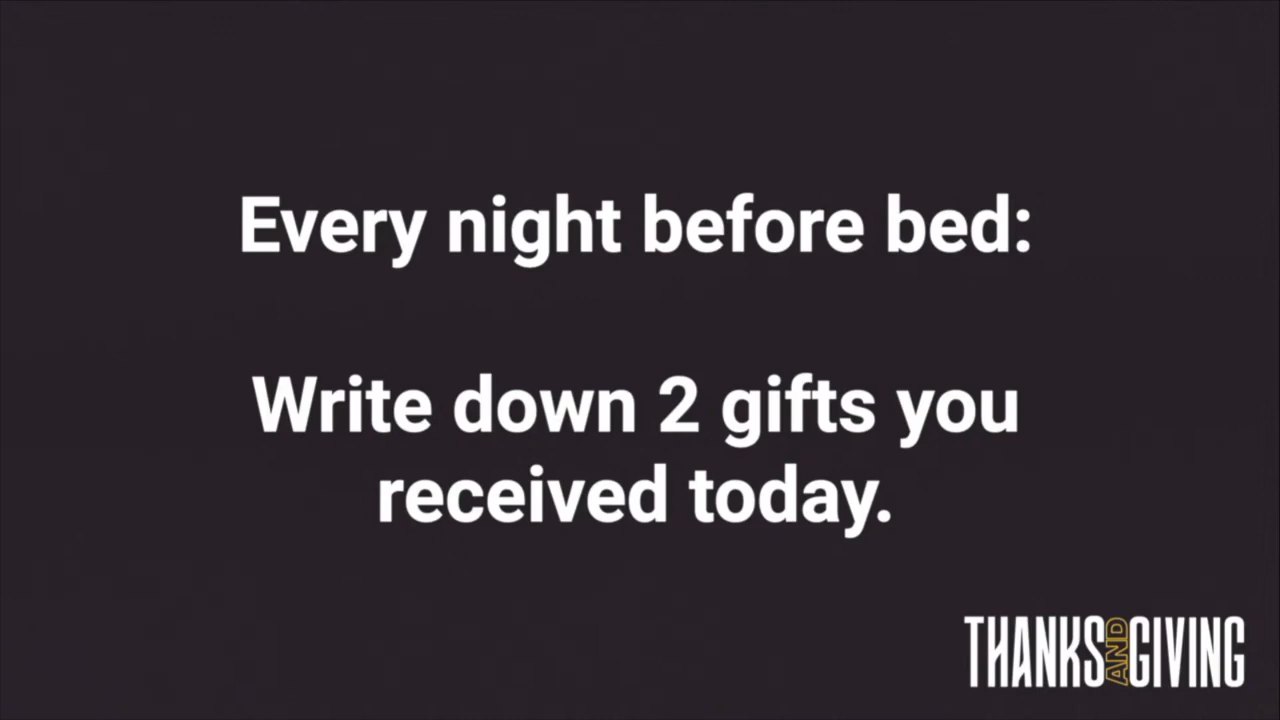 Every night before bed:
Write down 2 gifts you
received today.
THANKS AND GIVING